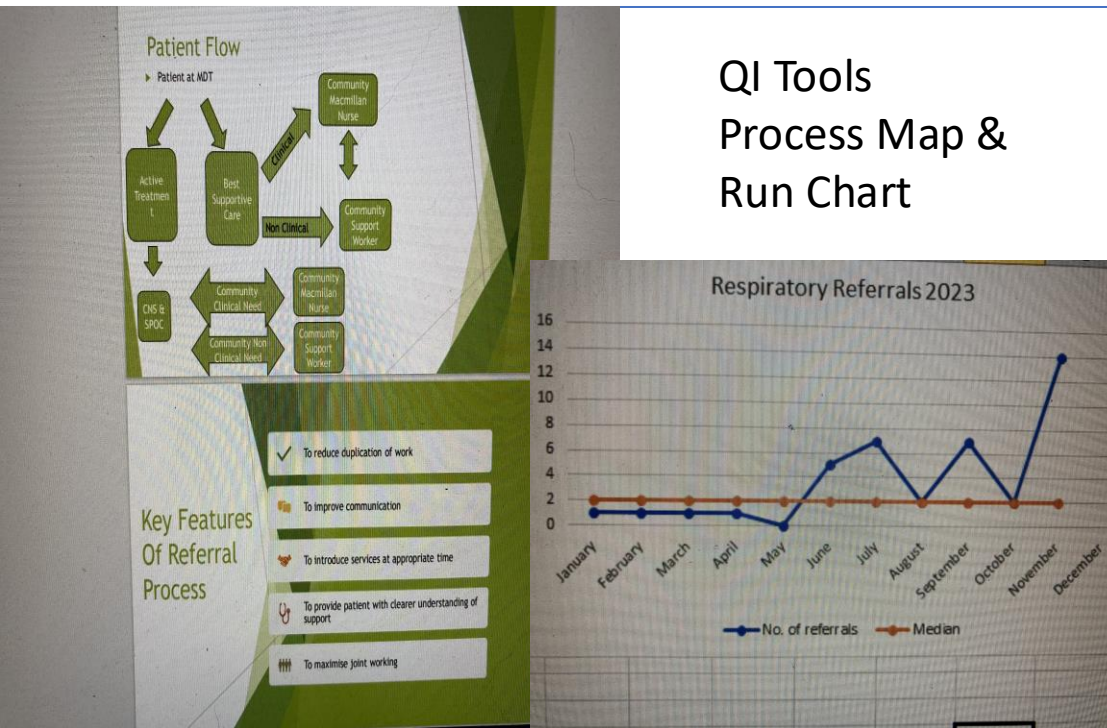 Patient Flow
Patient at MDT
Community
Macmillan
Nurse
Clinical
Active
Treatmen
t
Best
Supportive
Care
Non Clinical
Community
Support
Worker
CNS &
SPOC
Community
Clinical Need
Community
Macmillan
Nurse
Community Non
Clinical Need
Community
Support
Worker
Key Features
Of Referral
Process
To reduce duplication of work
To improve communication
To introduce services at appropriate time
To provide patient with clearer understanding of
support
To maximise joint working
QI Tools
Process Map &
Run Chart
Respiratory Referrals 2023
16
14
12
10
8
6
4
2
0
January
February
March
April
May
June
July
August
September
October
November
December
No. of referrals
Median